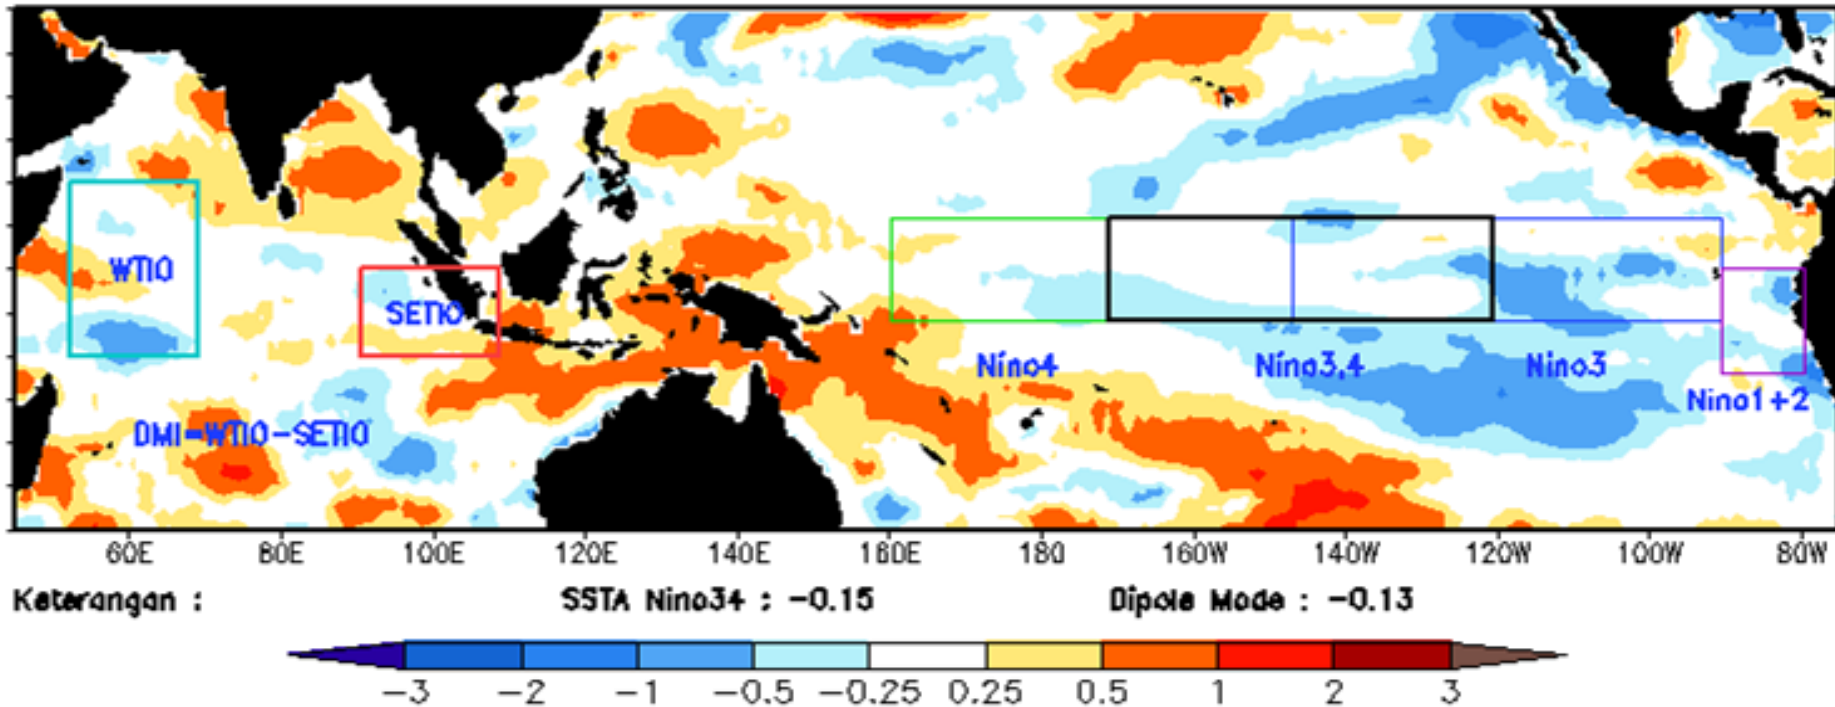 WTIO
SETIO
Nino4
Nino3,4
Nino3
Nino1+2
DMI=WTIO-SETIO
60E 80E 100E 120E 140E 160E 180 160W 140W 120W 100W 80W
Keterangan : SSTA Nino34 : -0.15 Dipole Mode : -0.13
-3 -2 -1 -0.5 -0.25 0.25 0.5 1 2 3